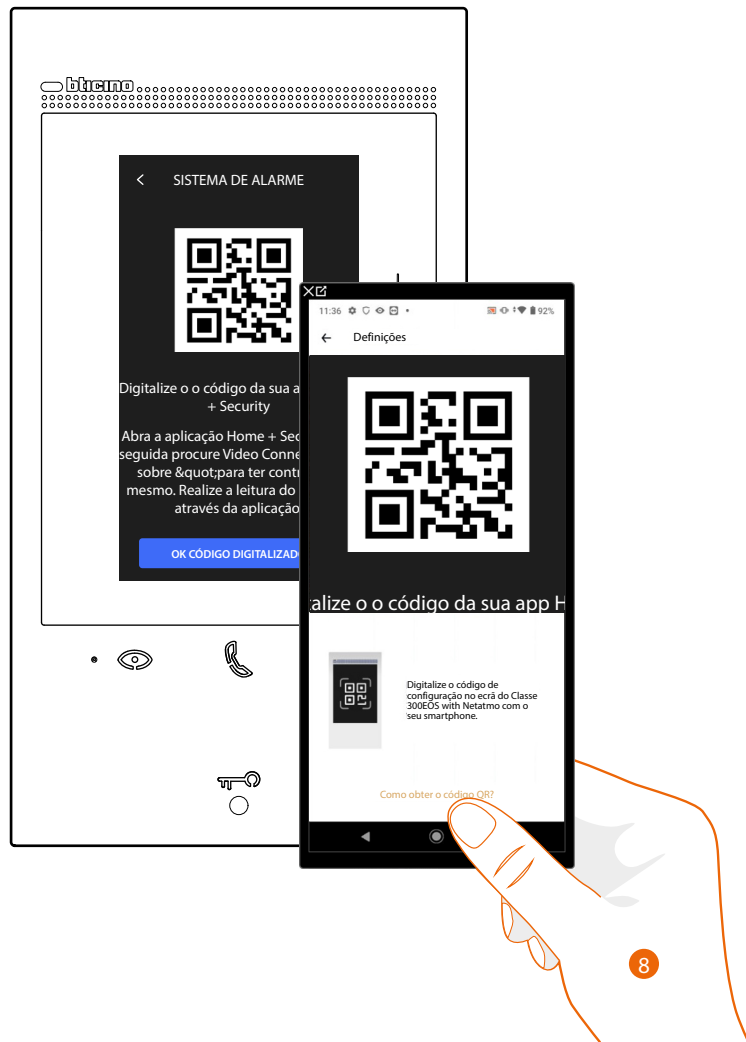 bticino
SISTEMA DE ALARME
Digitalize o o código da sua a
+ Security
Abra a aplicação Home + Sec
seguida procure Video Conne
sobre &quot;para ter contr
mesmo. Realize a leitura do
através da aplicação
OK CÓDIGO DIGITALIZAD
11:36
92%
Definições
alize o o código da sua app H
Digitalize o código de
configuração no ecrã do Classe
300EOS with Netatmo com o
seu smartphone.
Como obter o código QR?
8